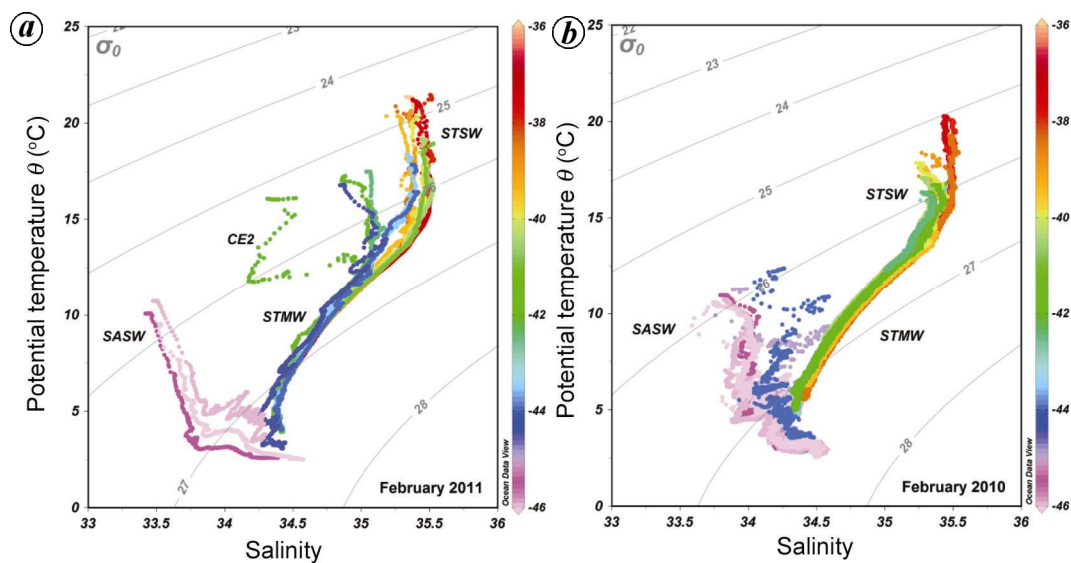 a
σ0
22
23
24
25
26
27
28
STSW
CE2
STMW
SASW
February 2011
Ocean Data View
Potential temperature θ (°C)
25
20
15
10
5
0
33
33.5
34
34.5
35
35.5
36
Salinity
-36
-38
-40
-42
-44
-46
b
σ0
22
23
24
25
26
27
28
STSW
SASW
STMW
February 2010
Ocean Data View
Potential temperature θ (°C)
25
20
15
10
5
0
33
33.5
34
34.5
35
35.5
36
Salinity
-36
-38
-40
-42
-44
-46